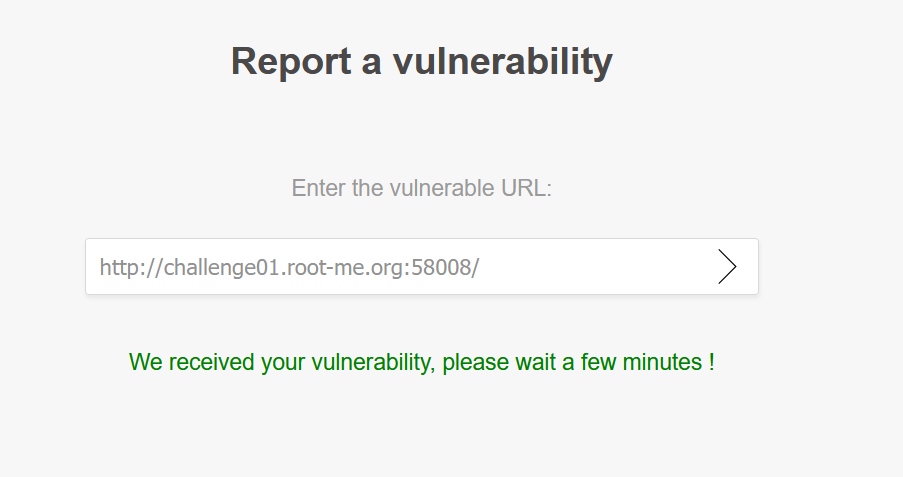 Report a vulnerability
Enter the vulnerable URL:
http://challenge01.root-me.org:58008/
We received your vulnerability, please wait a few minutes !